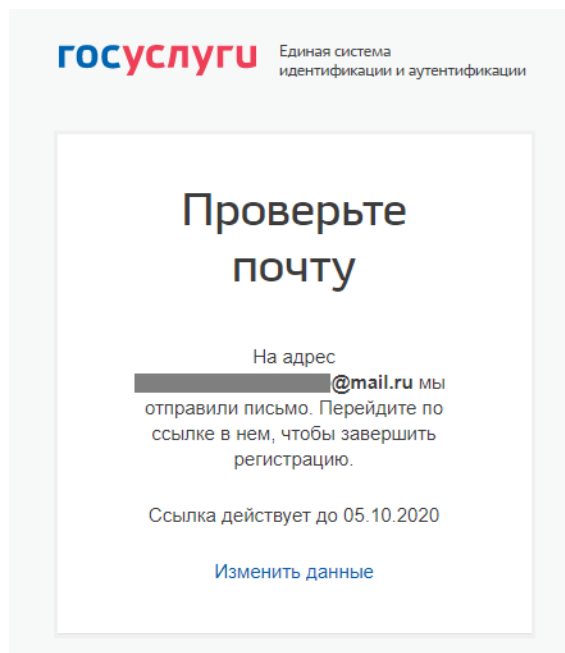 госуслуги
Единая система
идентификации и аутентификации
Проверьте
почту
На адрес
@mail.ru мы
отправили письмо. Перейдите по
ссылке в нем, чтобы завершить
регистрацию.
Ссылка действует до 05.10.2020
Изменить данные